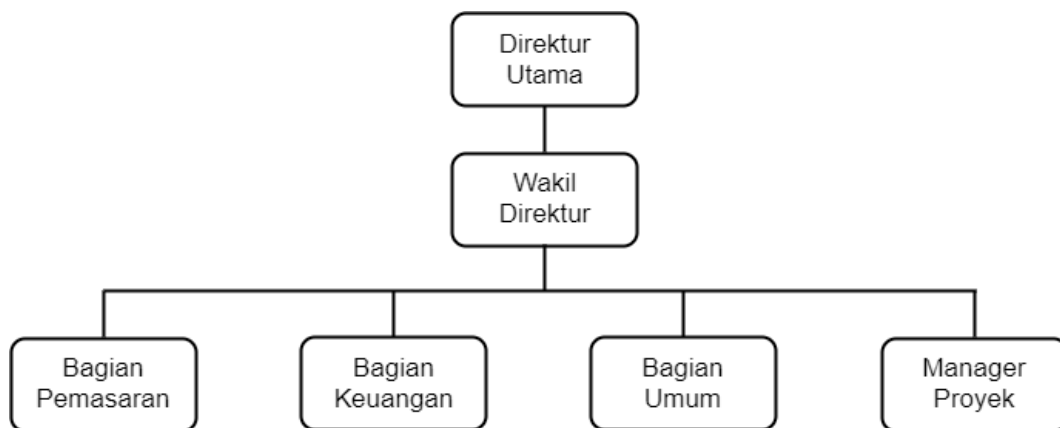 Direktur
Utama
Wakil
Direktur
Bagian
Pemasaran
Bagian
Keuangan
Bagian
Umum
Manager
Proyek